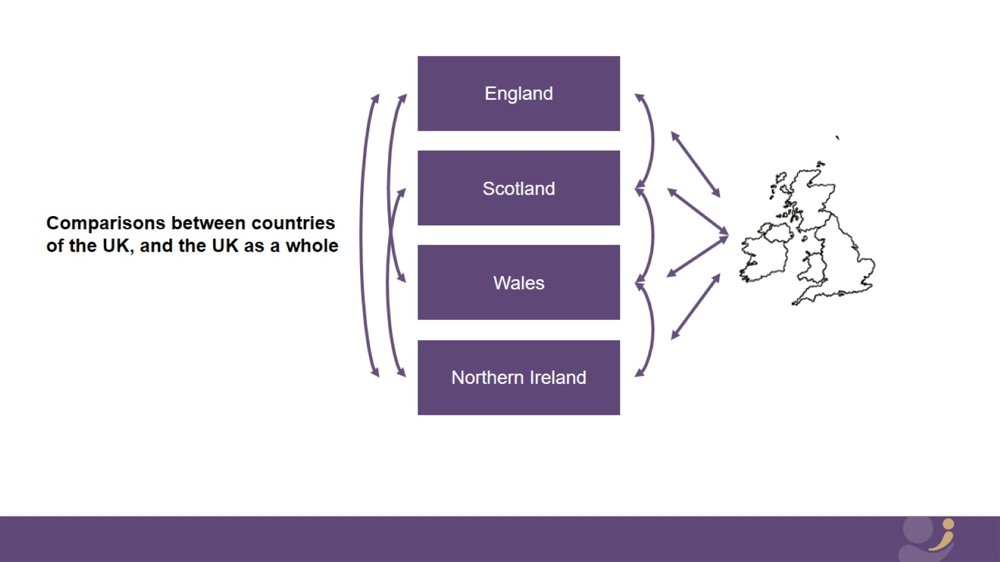 England
Scotland
Comparisons between countries
of the UK, and the UK as a whole
Wales
Northern Ireland